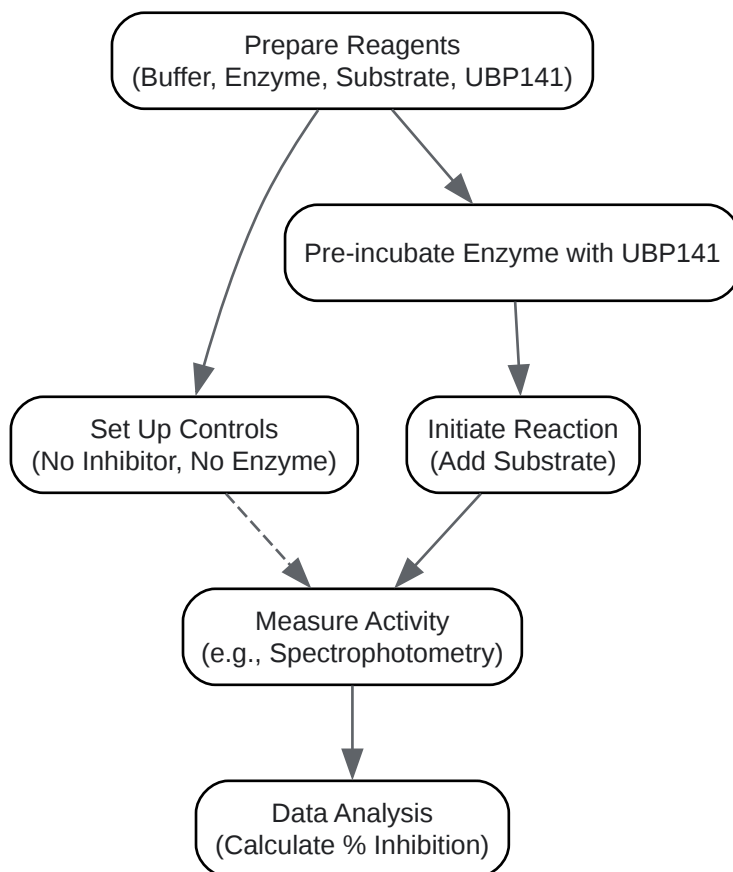 Prepare Reagents
(Buffer, Enzyme, Substrate, UBP141)
Pre-incubate Enzyme with UBP141
Set Up Controls
(No Inhibitor, No Enzyme)
Initiate Reaction
(Add Substrate)
Measure Activity
(e.g., Spectrophotometry)
Data Analysis
(Calculate % Inhibition)